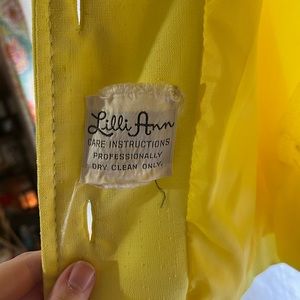 Lilli Ann
CARE INSTRUCTIONS
PROFESSIONALLY
DRY CLEAN ONLY.